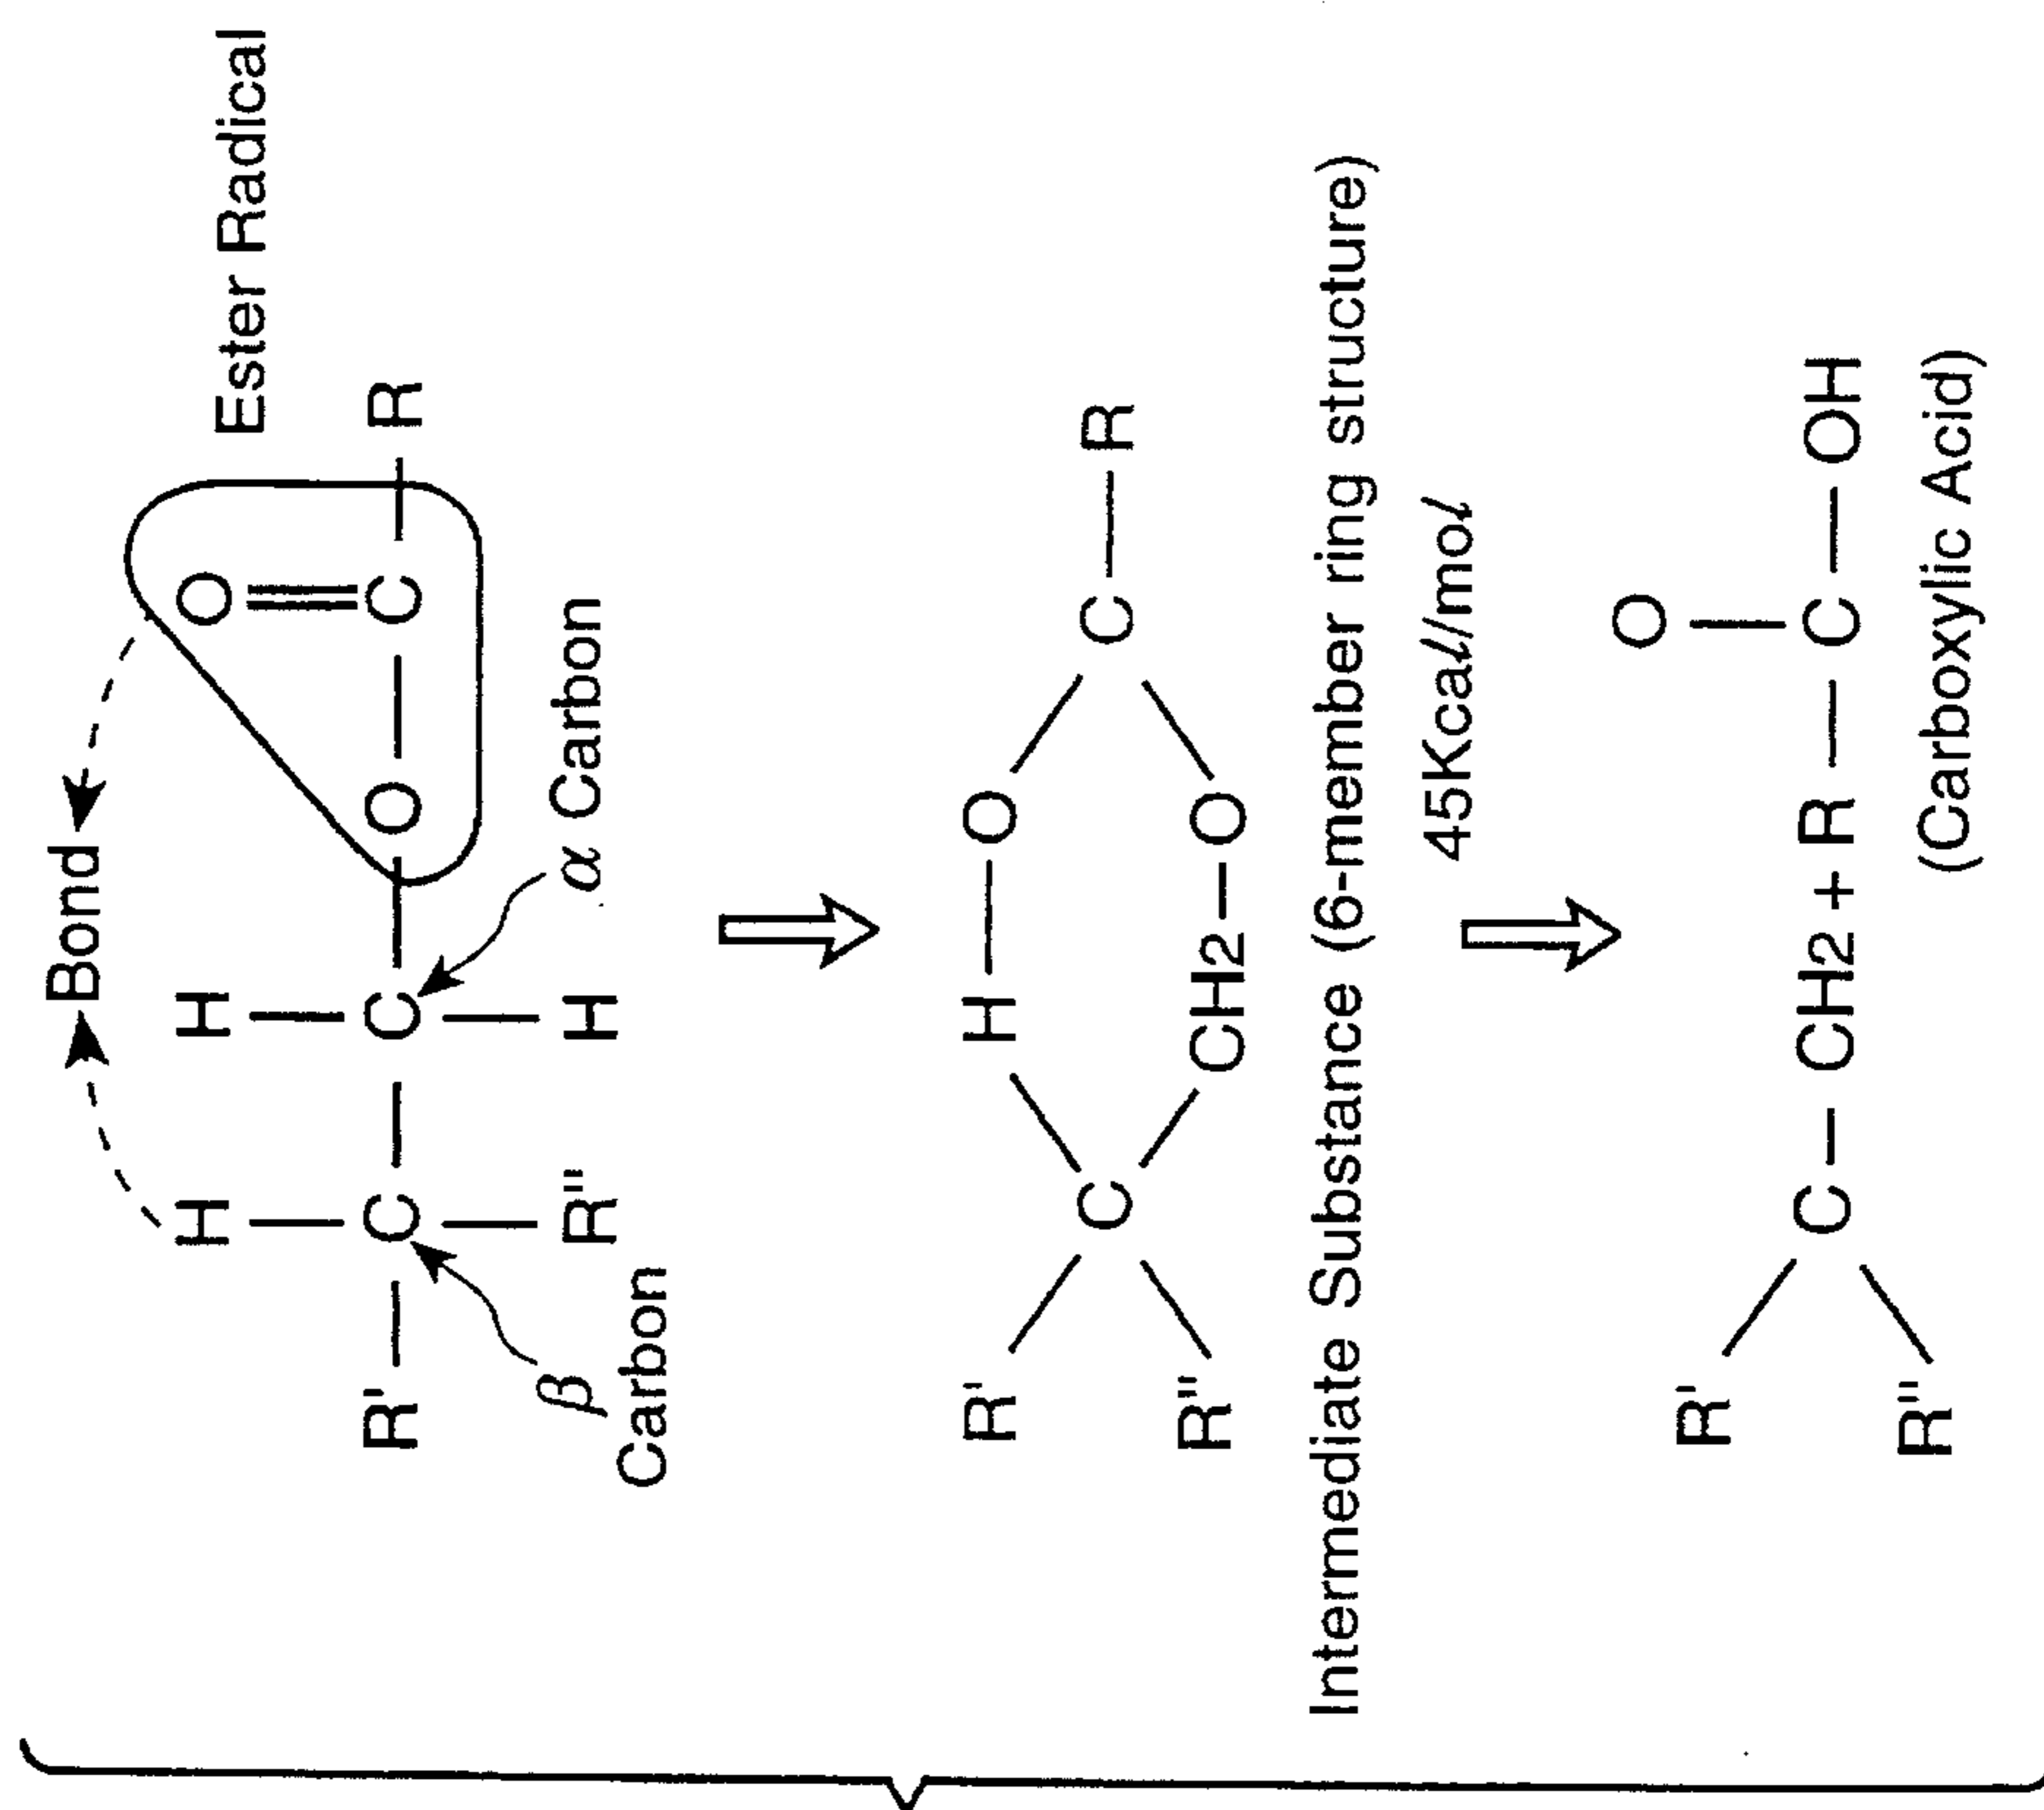 Bond
Ester Radical
H H O
R' — C — C — O — C — R
R" H
β
Carbon
α Carbon
R' H — O
C C — R
R" CH2 — O
Intermediate Substance (6-member ring structure)
45Kcal/mol
R' O
C — CH2 + R — C — OH
R"
(Carboxylic Acid)